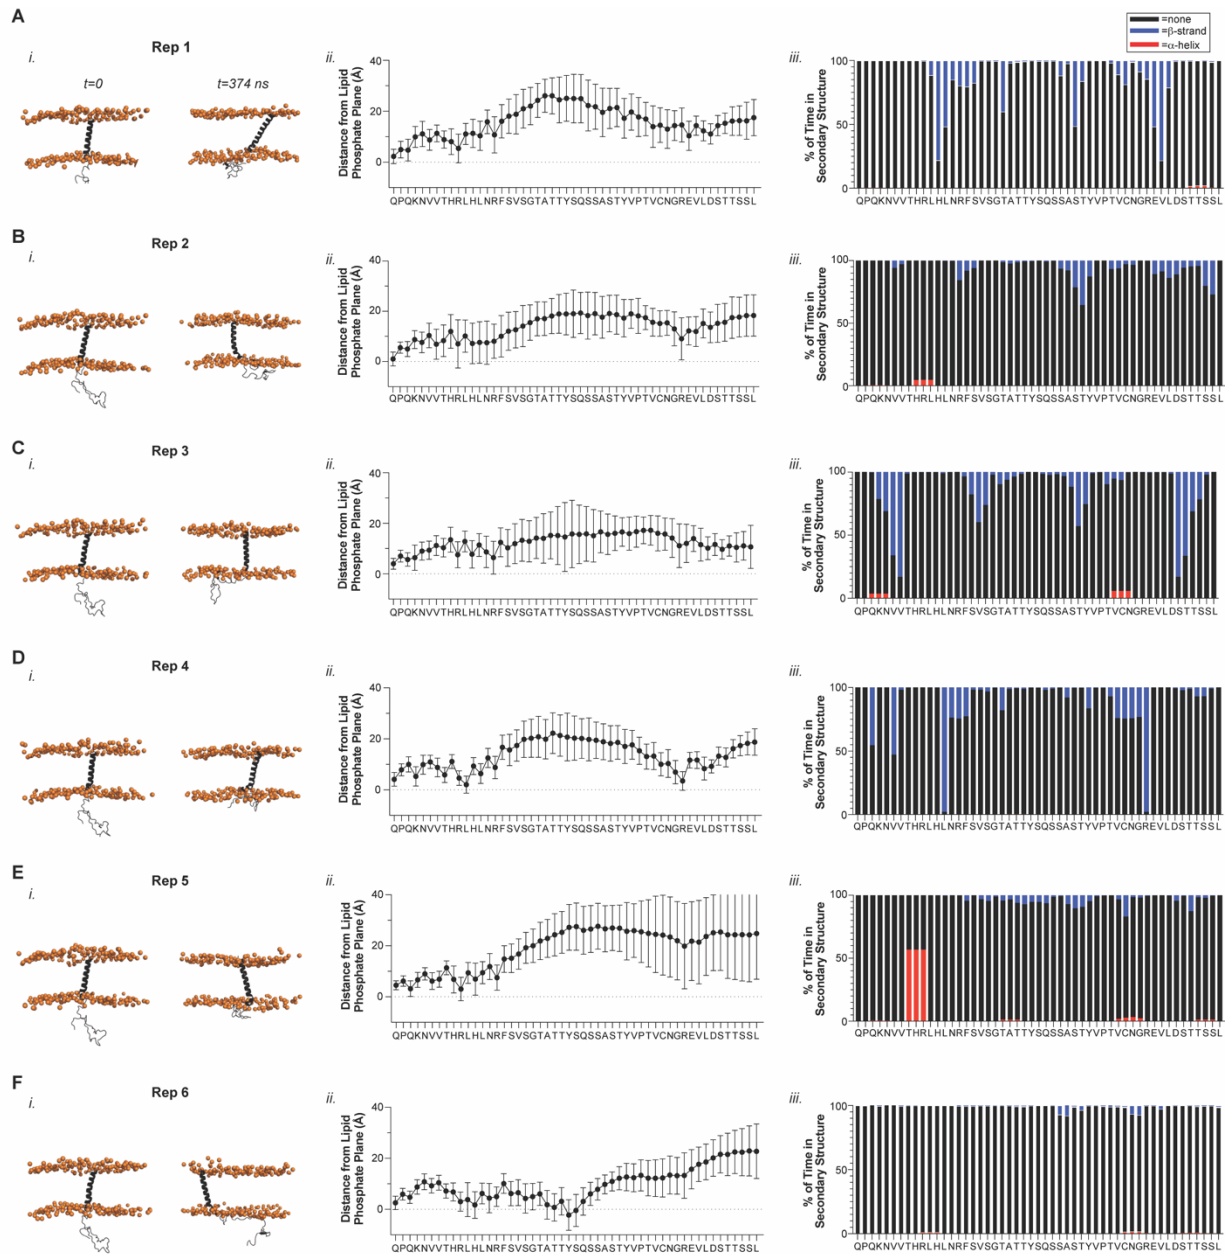 A
Rep 1
i.
t=0
t=374 ns
ii.
Distance from Lipid
Phosphate Plane (Å)
40
20
0
QPQKNVVTHRLHLNRFSVSGTATTYSQSSASTYVPTVCNGREVLDSTTSSL
iii.
=none
=β-strand
=α-helix
% of Time in
Secondary Structure
100
50
0
QPQKNVVTHRLHLNRFSVSGTATTYSQSSASTYVPTVCNGREVLDSTTSSL
B
Rep 2
i.
ii.
Distance from Lipid
Phosphate Plane (Å)
40
20
0
QPQKNVVTHRLHLNRFSVSGTATTYSQSSASTYVPTVCNGREVLDSTTSSL
iii.
% of Time in
Secondary Structure
100
50
0
QPQKNVVTHRLHLNRFSVSGTATTYSQSSASTYVPTVCNGREVLDSTTSSL
C
Rep 3
i.
ii.
Distance from Lipid
Phosphate Plane (Å)
40
20
0
QPQKNVVTHRLHLNRFSVSGTATTYSQSSASTYVPTVCNGREVLDSTTSSL
iii.
% of Time in
Secondary Structure
100
50
0
QPQKNVVTHRLHLNRFSVSGTATTYSQSSASTYVPTVCNGREVLDSTTSSL
D
Rep 4
i.
ii.
Distance from Lipid
Phosphate Plane (Å)
40
20
0
QPQKNVVTHRLHLNRFSVSGTATTYSQSSASTYVPTVCNGREVLDSTTSSL
iii.
% of Time in
Secondary Structure
100
50
0
QPQKNVVTHRLHLNRFSVSGTATTYSQSSASTYVPTVCNGREVLDSTTSSL
E
Rep 5
i.
ii.
Distance from Lipid
Phosphate Plane (Å)
40
20
0
QPQKNVVTHRLHLNRFSVSGTATTYSQSSASTYVPTVCNGREVLDSTTSSL
iii.
% of Time in
Secondary Structure
100
50
0
QPQKNVVTHRLHLNRFSVSGTATTYSQSSASTYVPTVCNGREVLDSTTSSL
F
Rep 6
i.
ii.
Distance from Lipid
Phosphate Plane (Å)
40
20
0
QPQKNVVTHRLHLNRFSVSGTATTYSQSSASTYVPTVCNGREVLDSTTSSL
iii.
% of Time in
Secondary Structure
100
50
0
QPQKNVVTHRLHLNRFSVSGTATTYSQSSASTYVPTVCNGREVLDSTTSSL